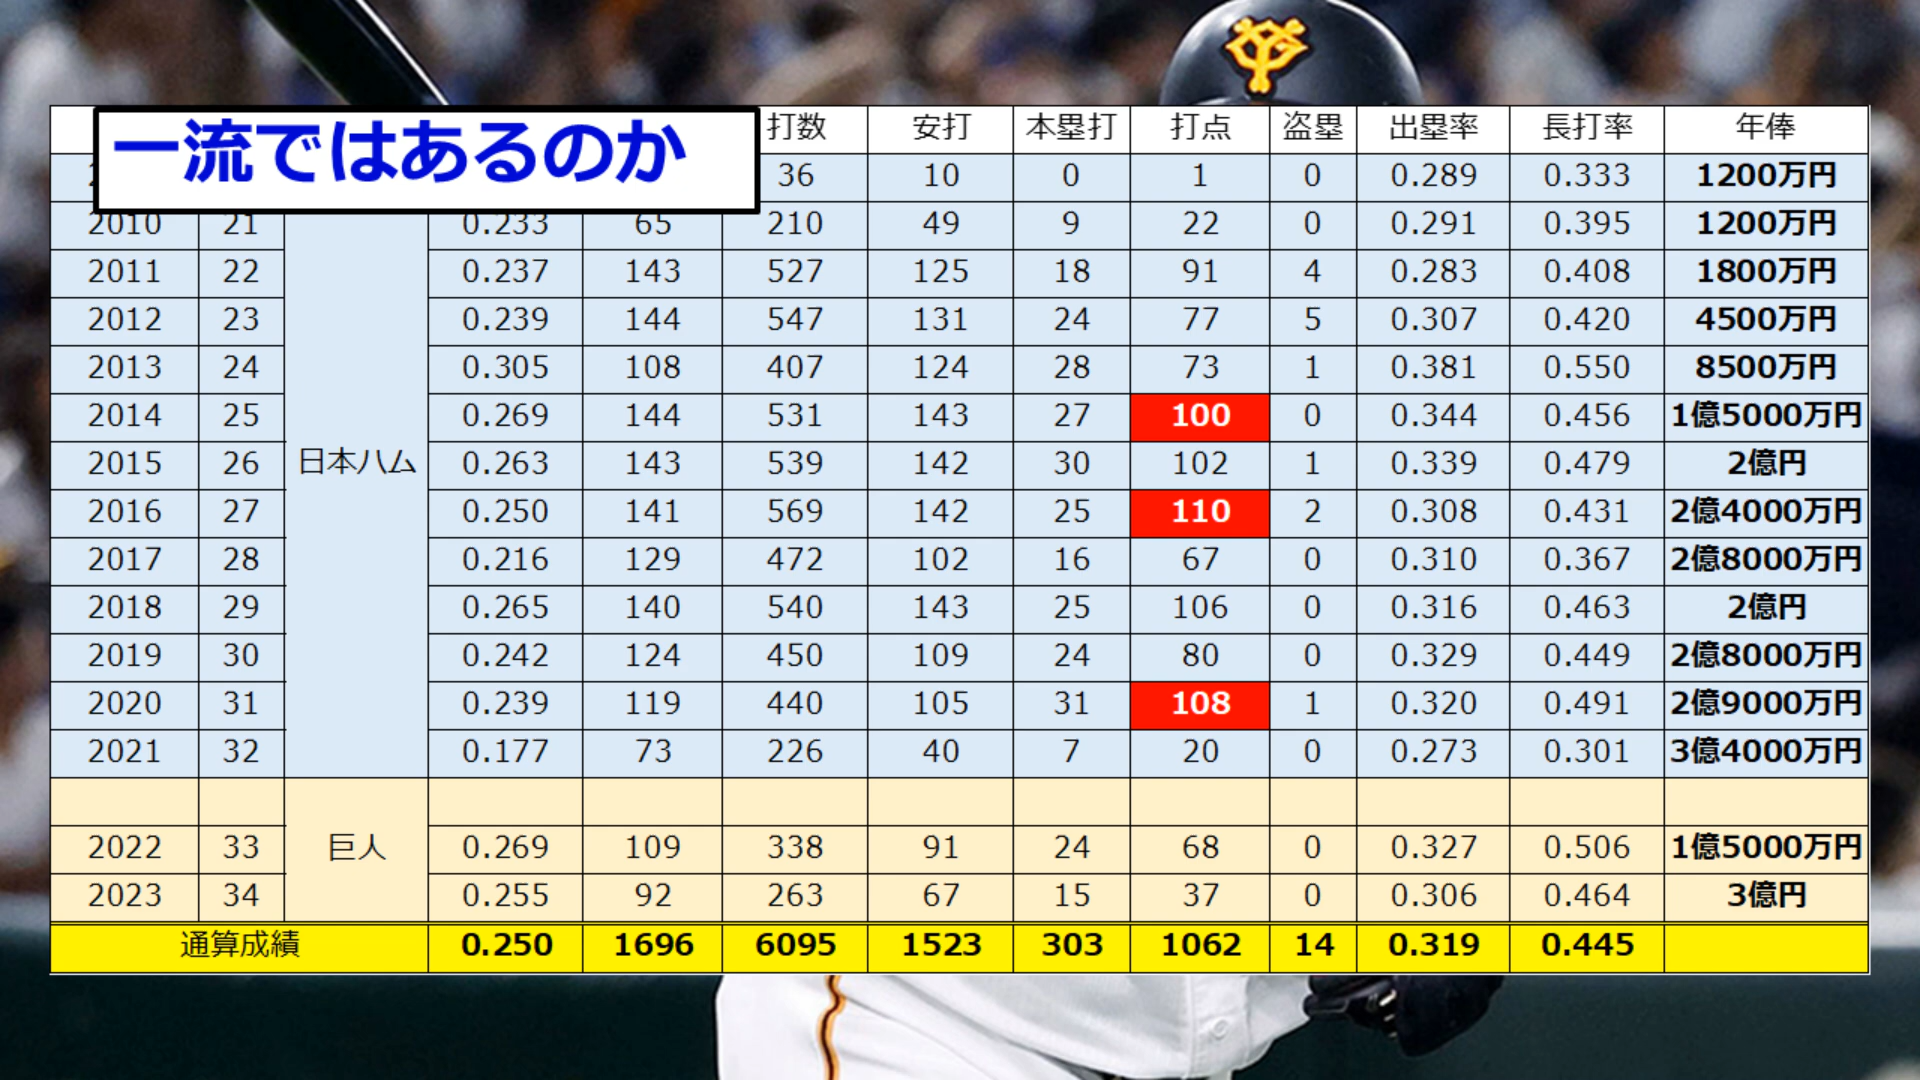 一流ではあるのか
打数 安打 本塁打 打点 盗塁 出塁率 長打率 年俸
36 10 0 1 0 0.289 0.333 1200万円
2010 21 0.233 65 210 49 9 22 0 0.291 0.395 1200万円
2011 22 0.237 143 527 125 18 91 4 0.283 0.408 1800万円
2012 23 0.239 144 547 131 24 77 5 0.307 0.420 4500万円
2013 24 0.305 108 407 124 28 73 1 0.381 0.550 8500万円
2014 25 0.269 144 531 143 27 100 0 0.344 0.456 1億5000万円
2015 26 日本ハム 0.263 143 539 142 30 102 1 0.339 0.479 2億円
2016 27 0.250 141 569 142 25 110 2 0.308 0.431 2億4000万円
2017 28 0.216 129 472 102 16 67 0 0.310 0.367 2億8000万円
2018 29 0.265 140 540 143 25 106 0 0.316 0.463 2億円
2019 30 0.242 124 450 109 24 80 0 0.329 0.449 2億8000万円
2020 31 0.239 119 440 105 31 108 1 0.320 0.491 2億9000万円
2021 32 0.177 73 226 40 7 20 0 0.273 0.301 3億4000万円
2022 33 巨人 0.269 109 338 91 24 68 0 0.327 0.506 1億5000万円
2023 34 0.255 92 263 67 15 37 0 0.306 0.464 3億円
通算成績 0.250 1696 6095 1523 303 1062 14 0.319 0.445